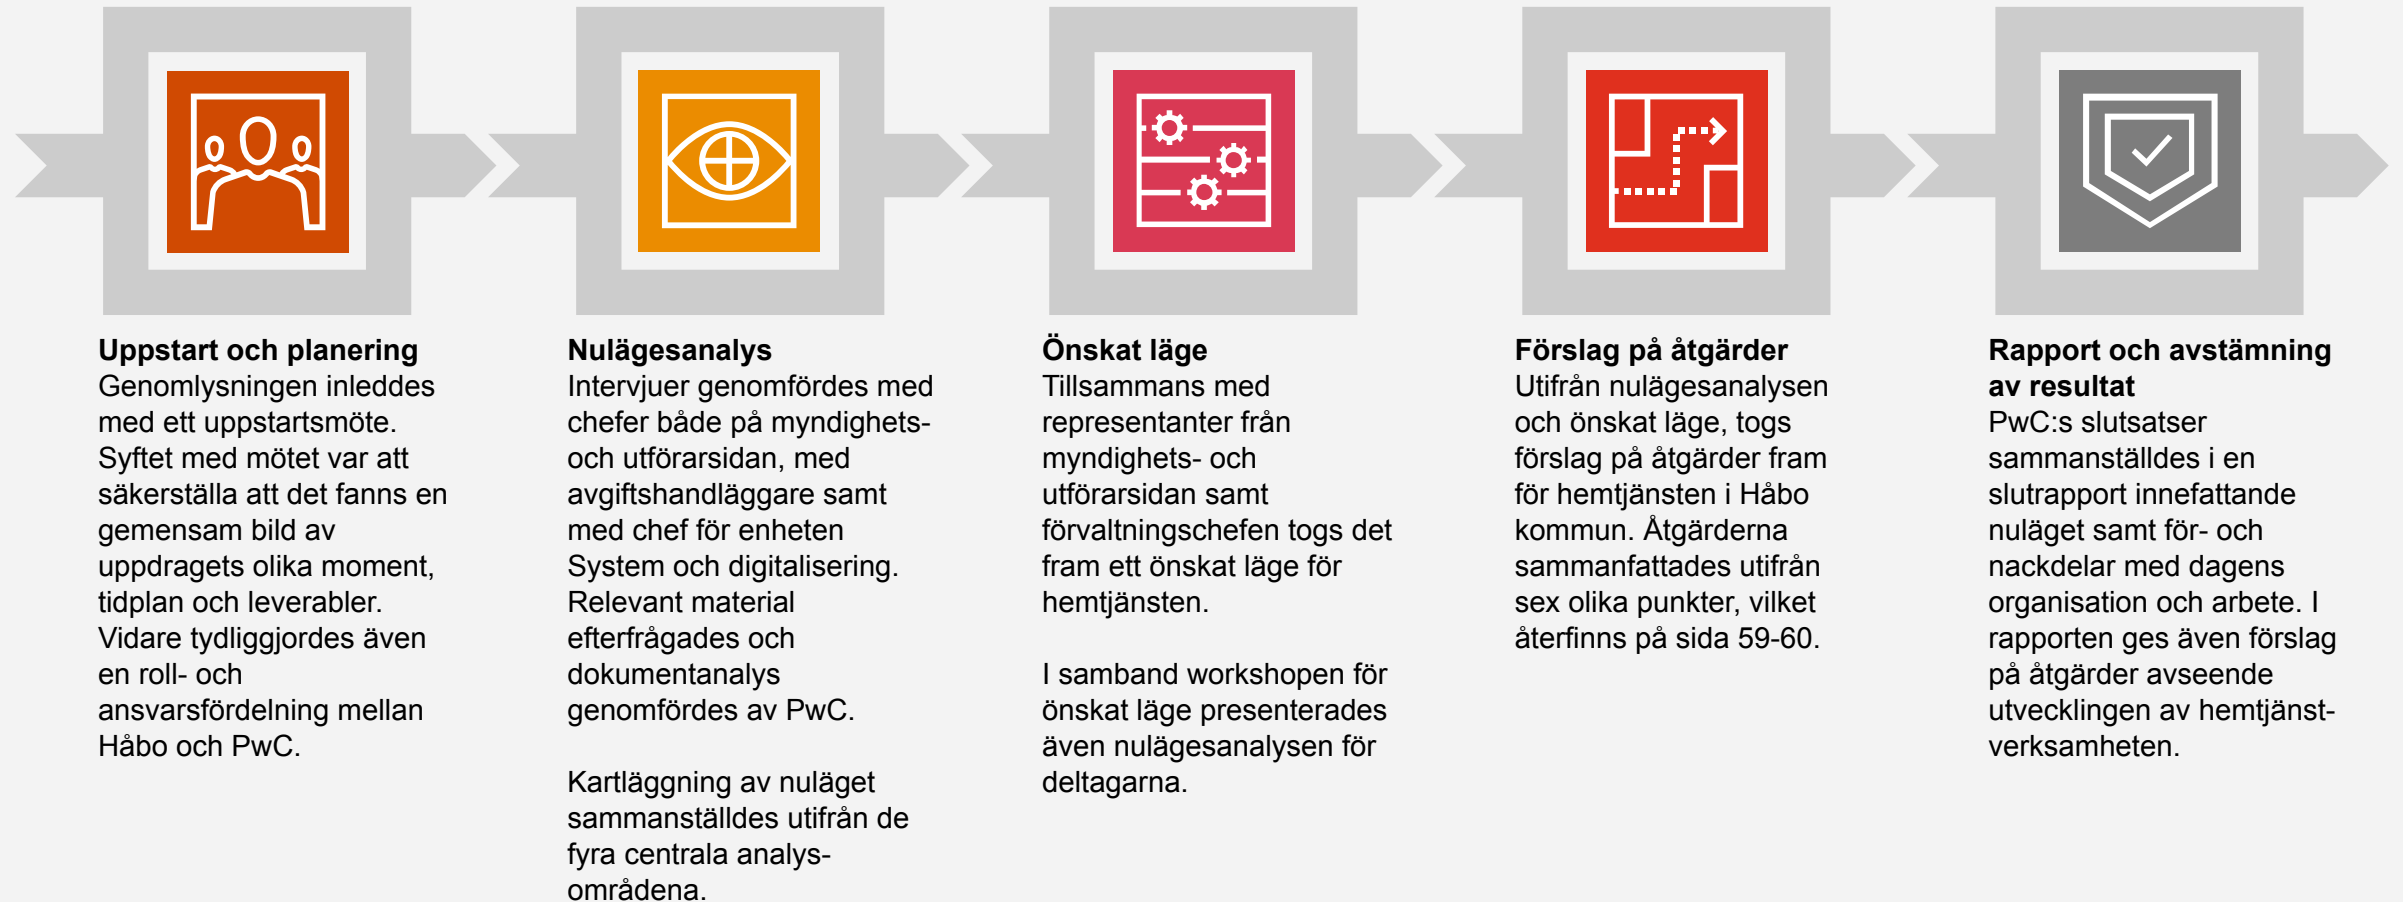 Uppstart och planering
Genomlysningen inleddes
med ett uppstartsmöte.
Syftet med mötet var att
säkerställa att det fanns en
gemensam bild av
uppdragets olika moment,
tidplan och leverabler.
Vidare tydliggjordes även
en roll- och
ansvarsfördelning mellan
Håbo och PwC.
Nulägesanalys
Intervjuer genomfördes med
chefer både på myndighets-
och utförarsidan, med
avgiftshandläggare samt
med chef för enheten
System och digitalisering.
Relevant material
efterfrågades och
dokumentanalys
genomfördes av PwC.
Kartläggning av nuläget
sammanställdes utifrån de
fyra centrala analys-
områdena.
Önskat läge
Tillsammans med
representanter från
myndighets- och
utförarsidan samt
förvaltningschefen togs det
fram ett önskat läge för
hemtjänsten.
I samband workshopen för
önskat läge presenterades
även nulägesanalysen för
deltagarna.
Förslag på åtgärder
Utifrån nulägesanalysen
och önskat läge, togs
förslag på åtgärder fram
för hemtjänsten i Håbo
kommun. Åtgärderna
sammanfattades utifrån
sex olika punkter, vilket
återfinns på sida 59-60.
Rapport och avstämning
av resultat
PwC:s slutsatser
sammanställdes i en
slutrapport innefattande
nuläget samt för- och
nackdelar med dagens
organisation och arbete. I
rapporten ges även förslag
på åtgärder avseende
utvecklingen av hemtjänst-
verksamheten.